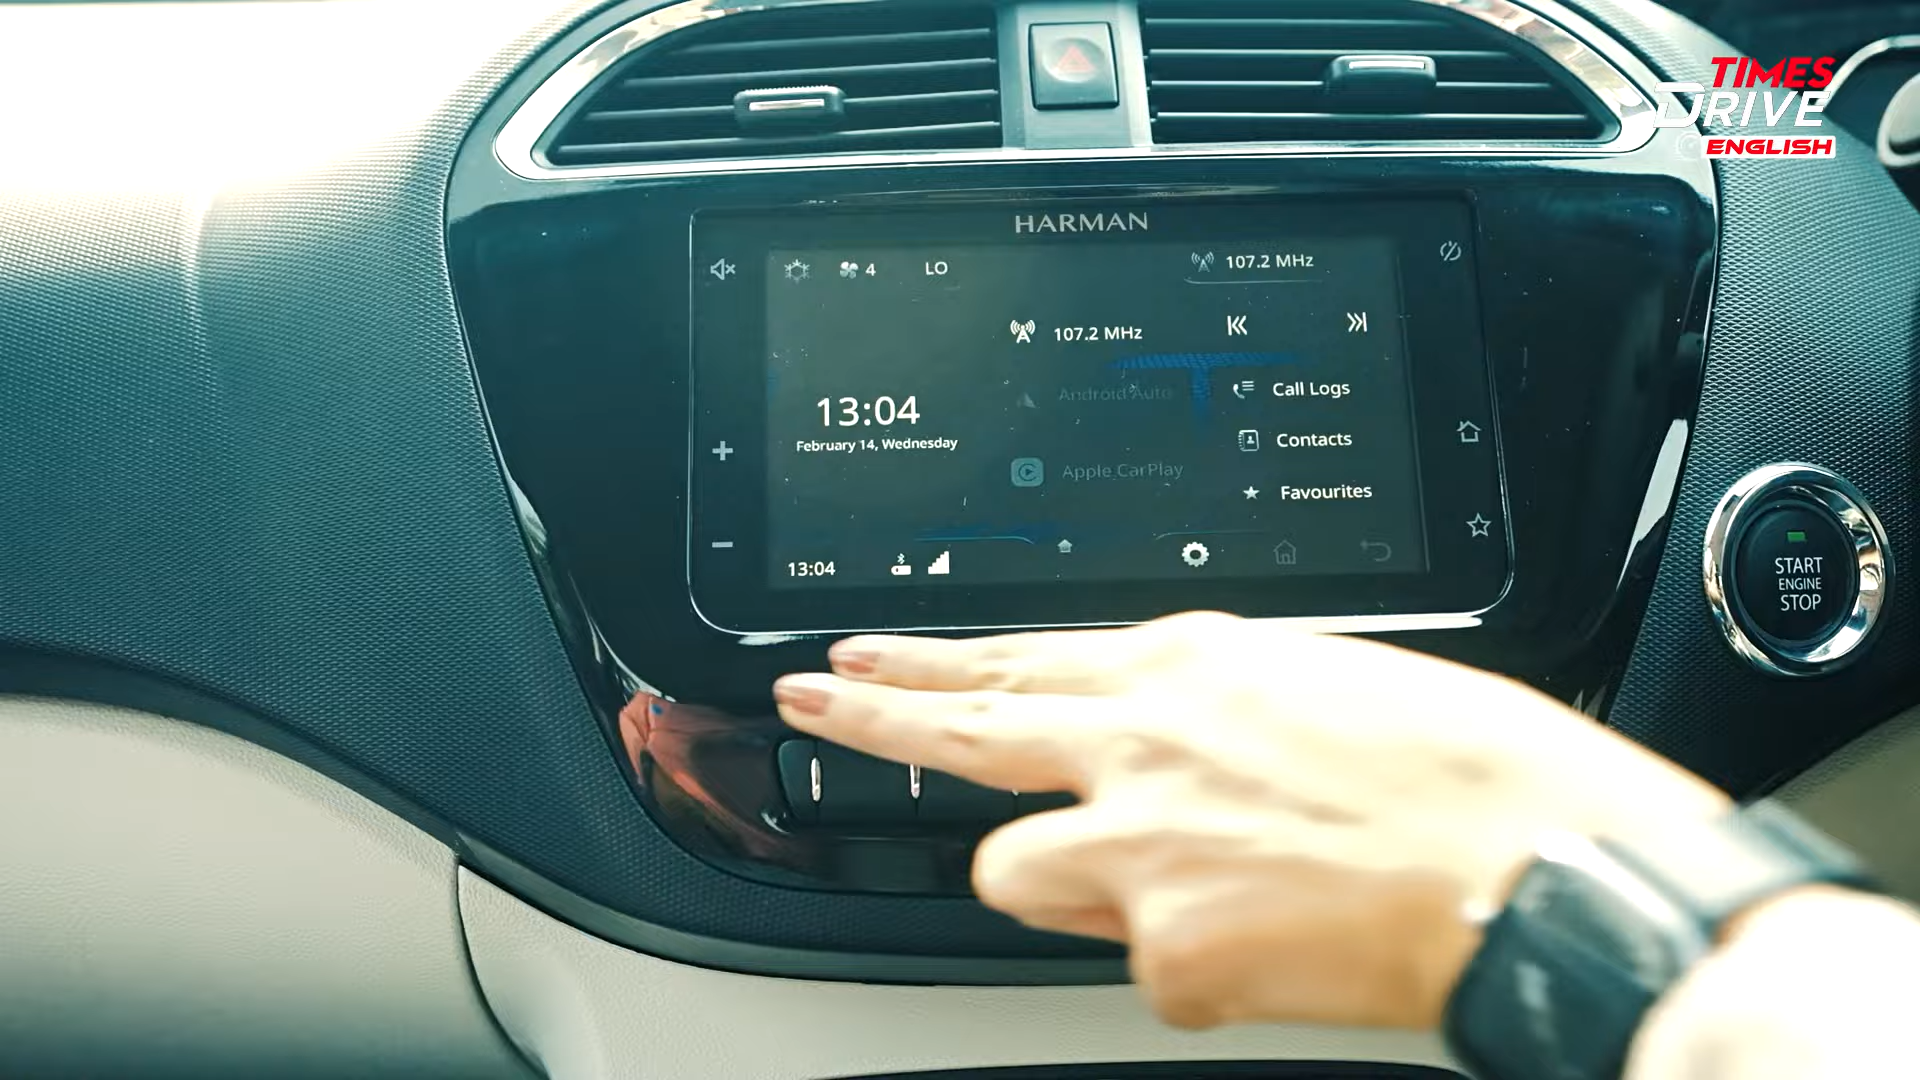 TIMES
DRIVE
ENGLISH
HARMAN
4
LO
107.2 MHz
107.2 MHz
Android Auto
Call Logs
13:04
February 14, Wednesday
Contacts
Apple CarPlay
Favourites
13:04
START
ENGINE
STOP